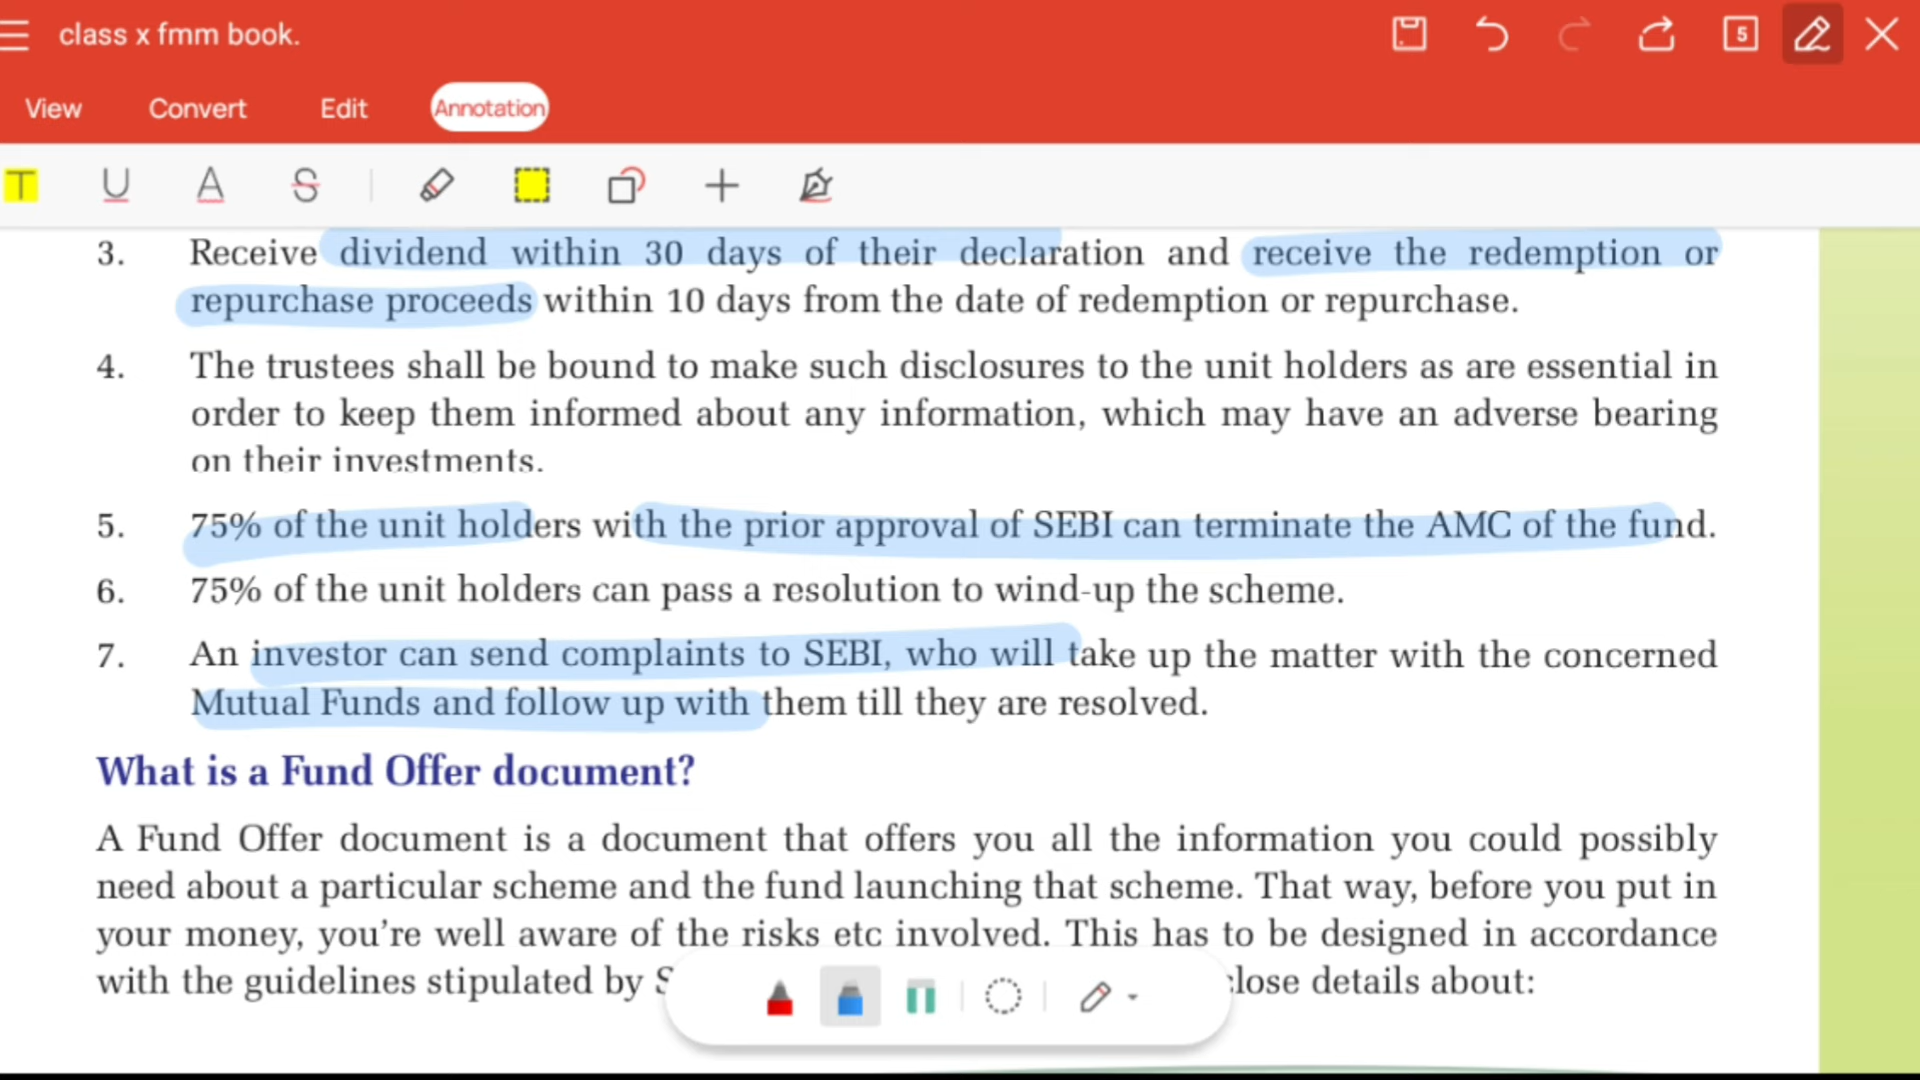 class x fmm book.
5
View Convert Edit Annotation
T U A S
3. Receive dividend within 30 days of their declaration and receive the redemption or
repurchase proceeds within 10 days from the date of redemption or repurchase.
4. The trustees shall be bound to make such disclosures to the unit holders as are essential in
order to keep them informed about any information, which may have an adverse bearing
on their investments.
5. 75% of the unit holders with the prior approval of SEBI can terminate the AMC of the fund.
6. 75% of the unit holders can pass a resolution to wind-up the scheme.
7. An investor can send complaints to SEBI, who will take up the matter with the concerned
Mutual Funds and follow up with them till they are resolved.
What is a Fund Offer document?
A Fund Offer document is a document that offers you all the information you could possibly
need about a particular scheme and the fund launching that scheme. That way, before you put in
your money, you're well aware of the risks etc involved. This has to be designed in accordance
with the guidelines stipulated by details about: